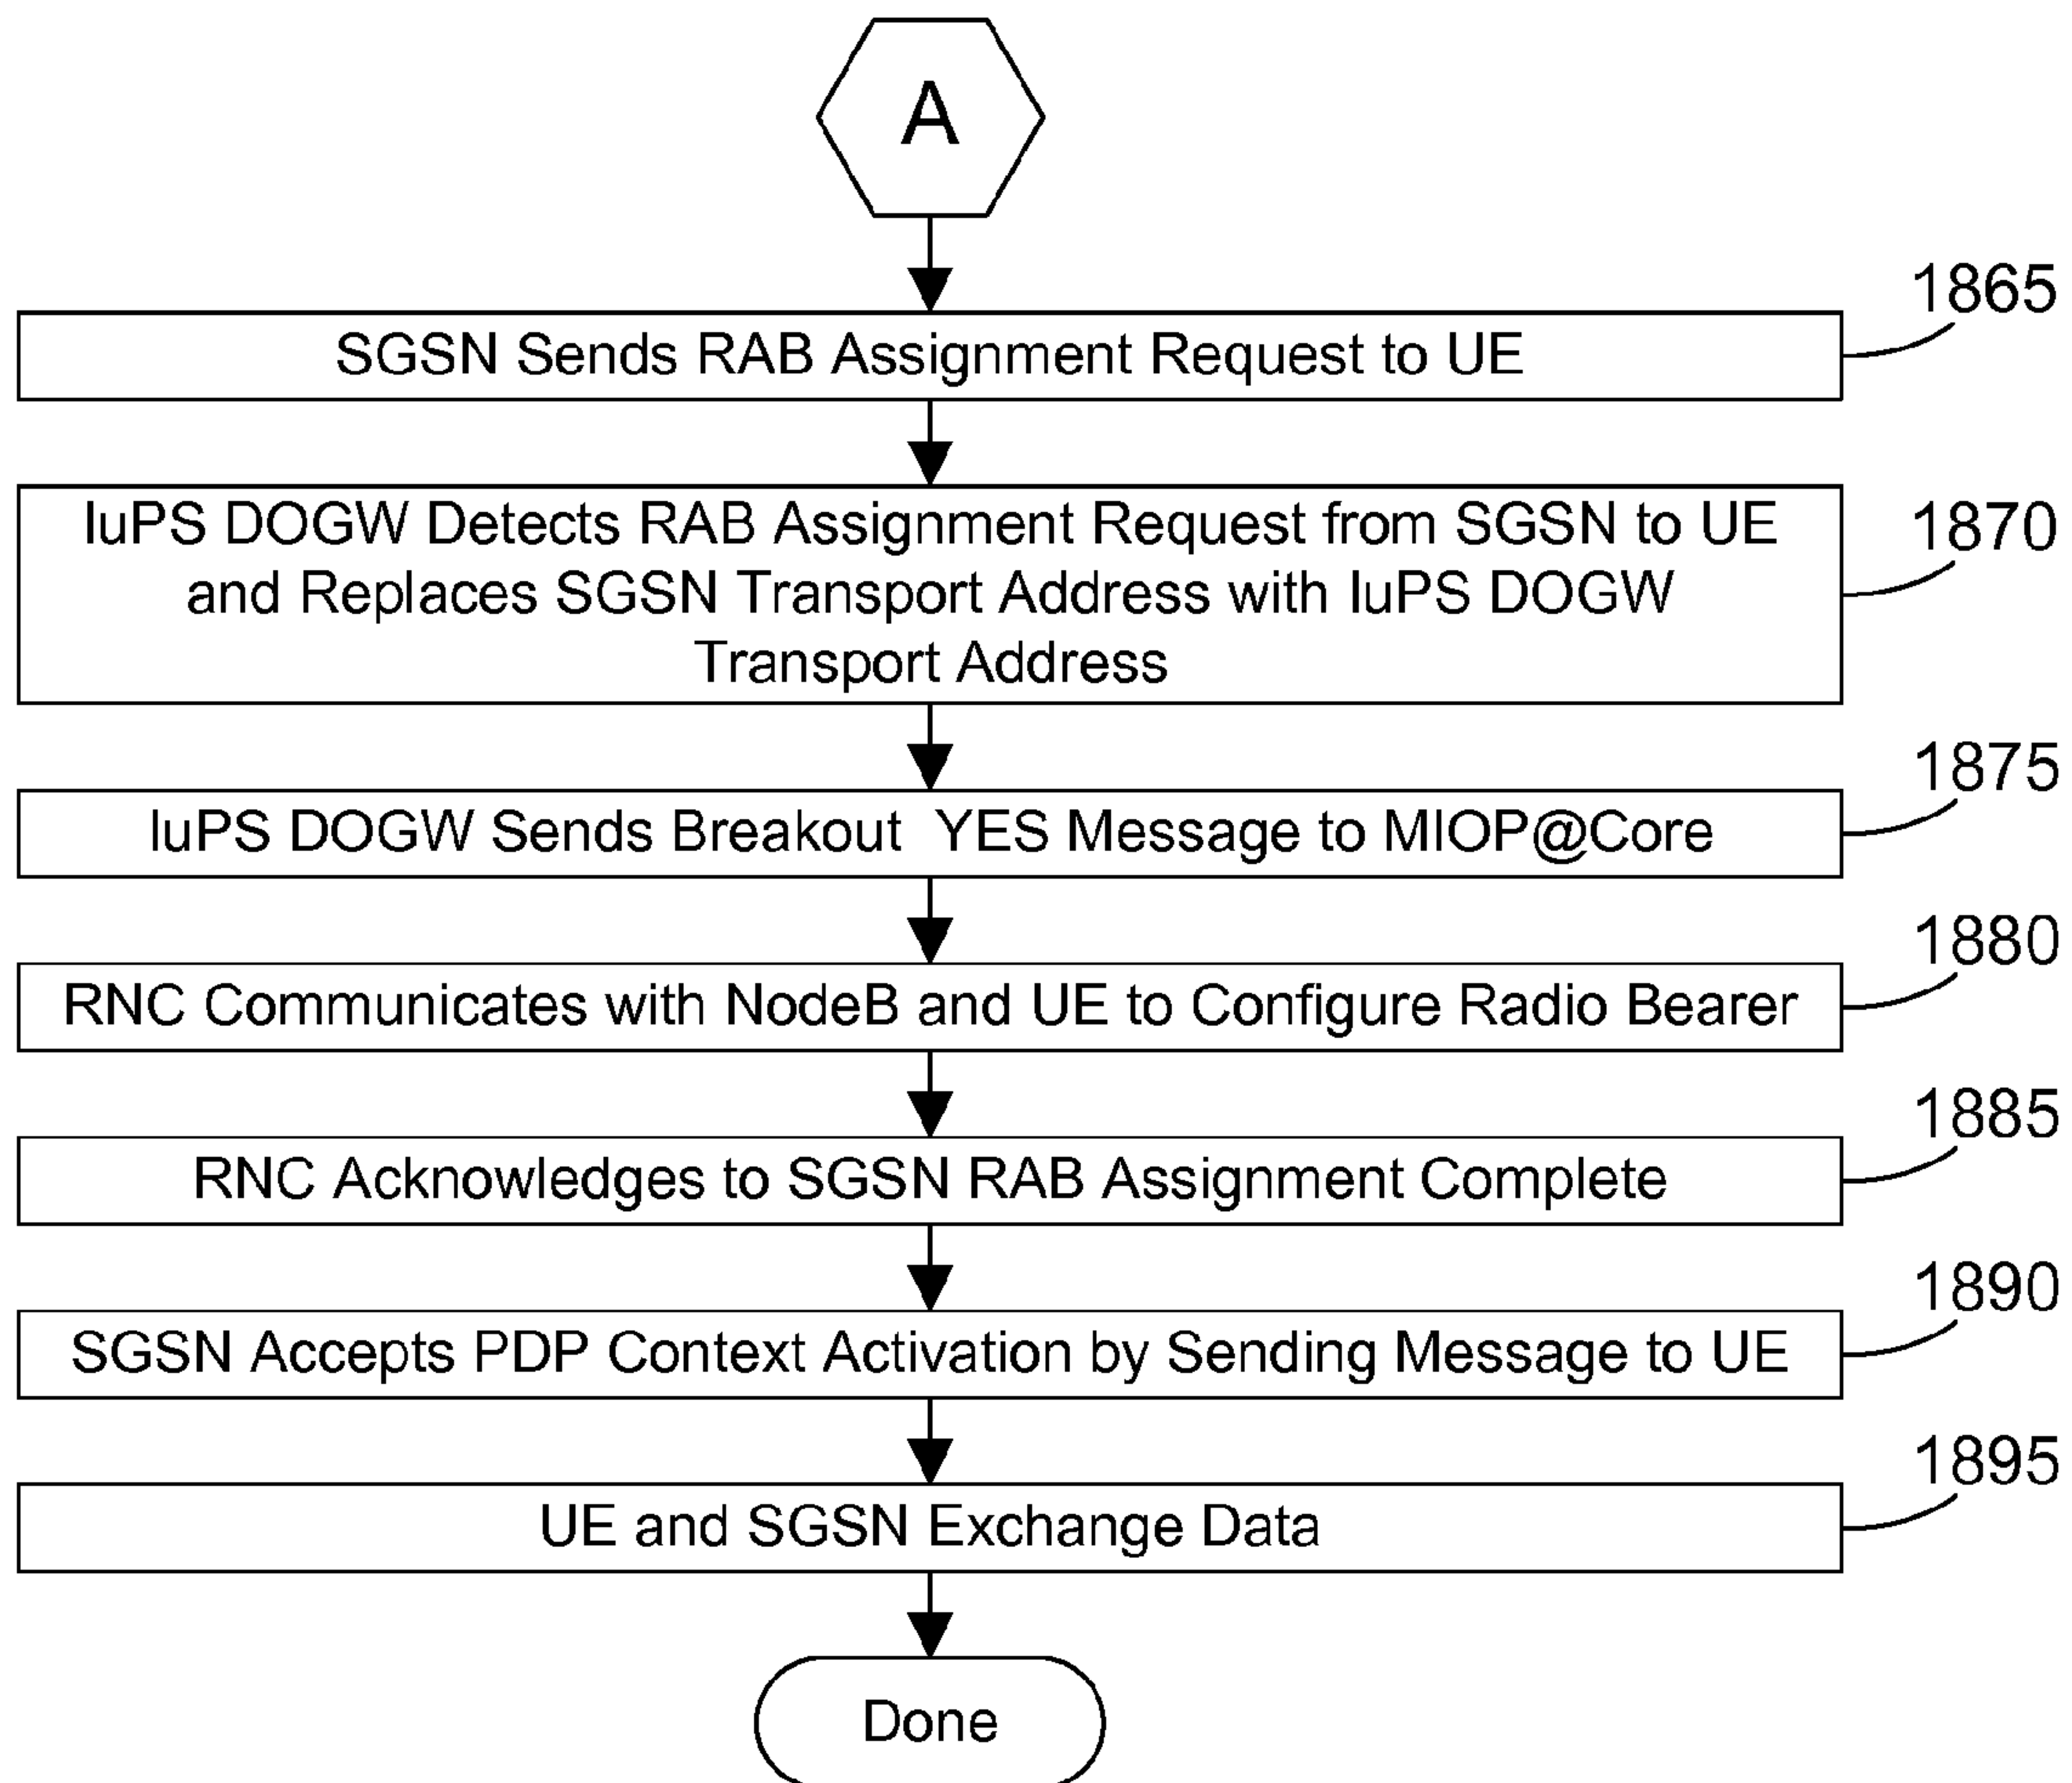 A
1865
SGSN Sends RAB Assignment Request to UE
1870
IuPS DOGW Detects RAB Assignment Request from SGSN to UE
and Replaces SGSN Transport Address with IuPS DOGW
Transport Address
1875
IuPS DOGW Sends Breakout  YES Message to MIOP@Core
1880
RNC Communicates with NodeB and UE to Configure Radio Bearer
1885
RNC Acknowledges to SGSN RAB Assignment Complete
1890
SGSN Accepts PDP Context Activation by Sending Message to UE
1895
UE and SGSN Exchange Data
Done